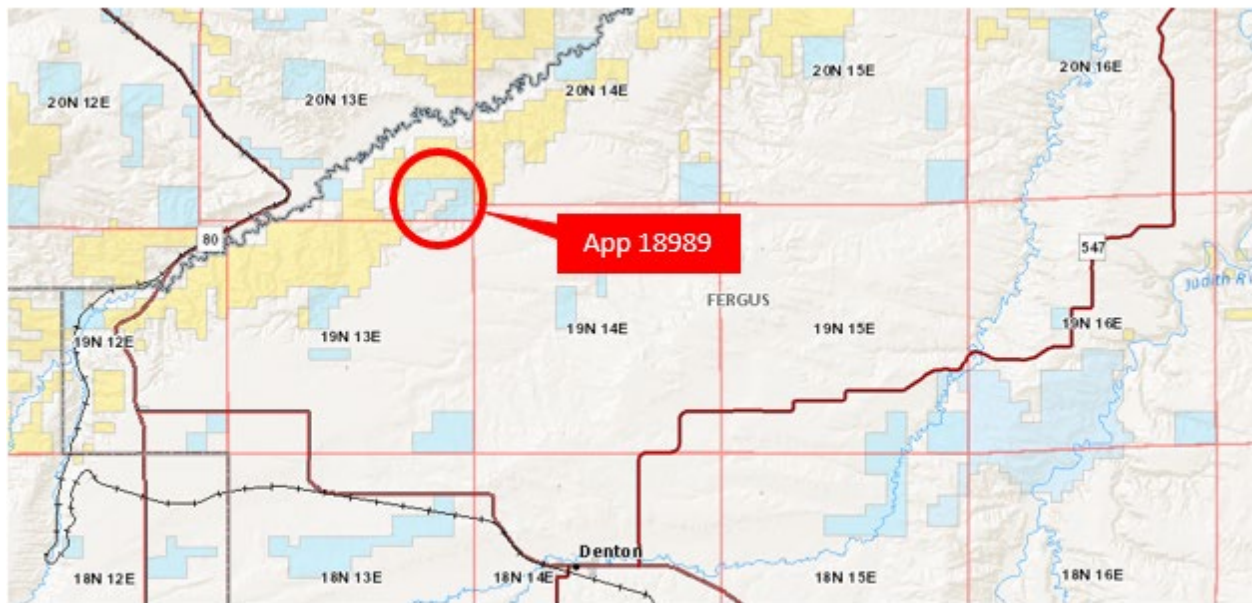 20N 12E
20N 13E
20N 14E
20N 15E
20N 16E
80
App 18989
547
Judith R
FERGUS
19N 12E
19N 13E
19N 14E
19N 15E
19N 16E
Denton
18N 12E
18N 13E
18N 14E
18N 15E
18N 16E